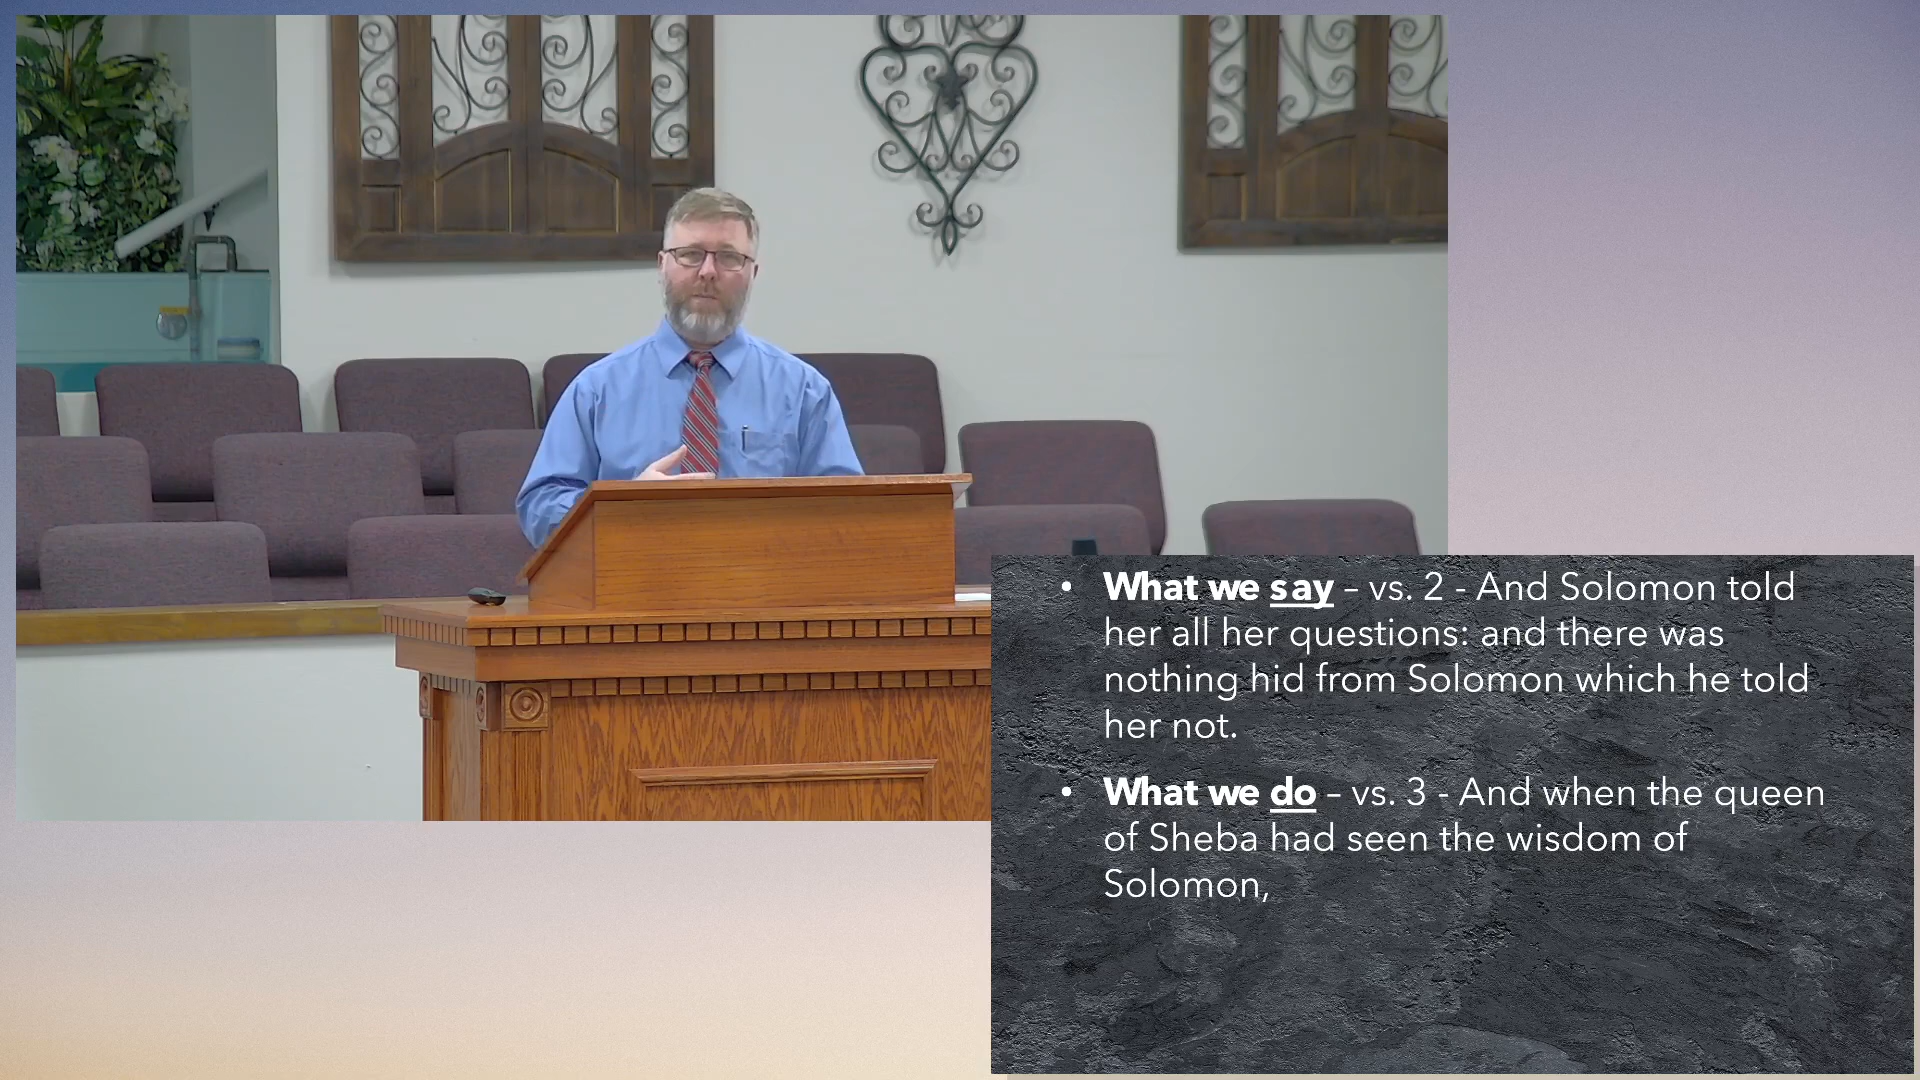 • What we say – vs. 2 - And Solomon told
her all her questions: and there was
nothing hid from Solomon which he told
her not.
• What we do – vs. 3 - And when the queen
of Sheba had seen the wisdom of
Solomon,